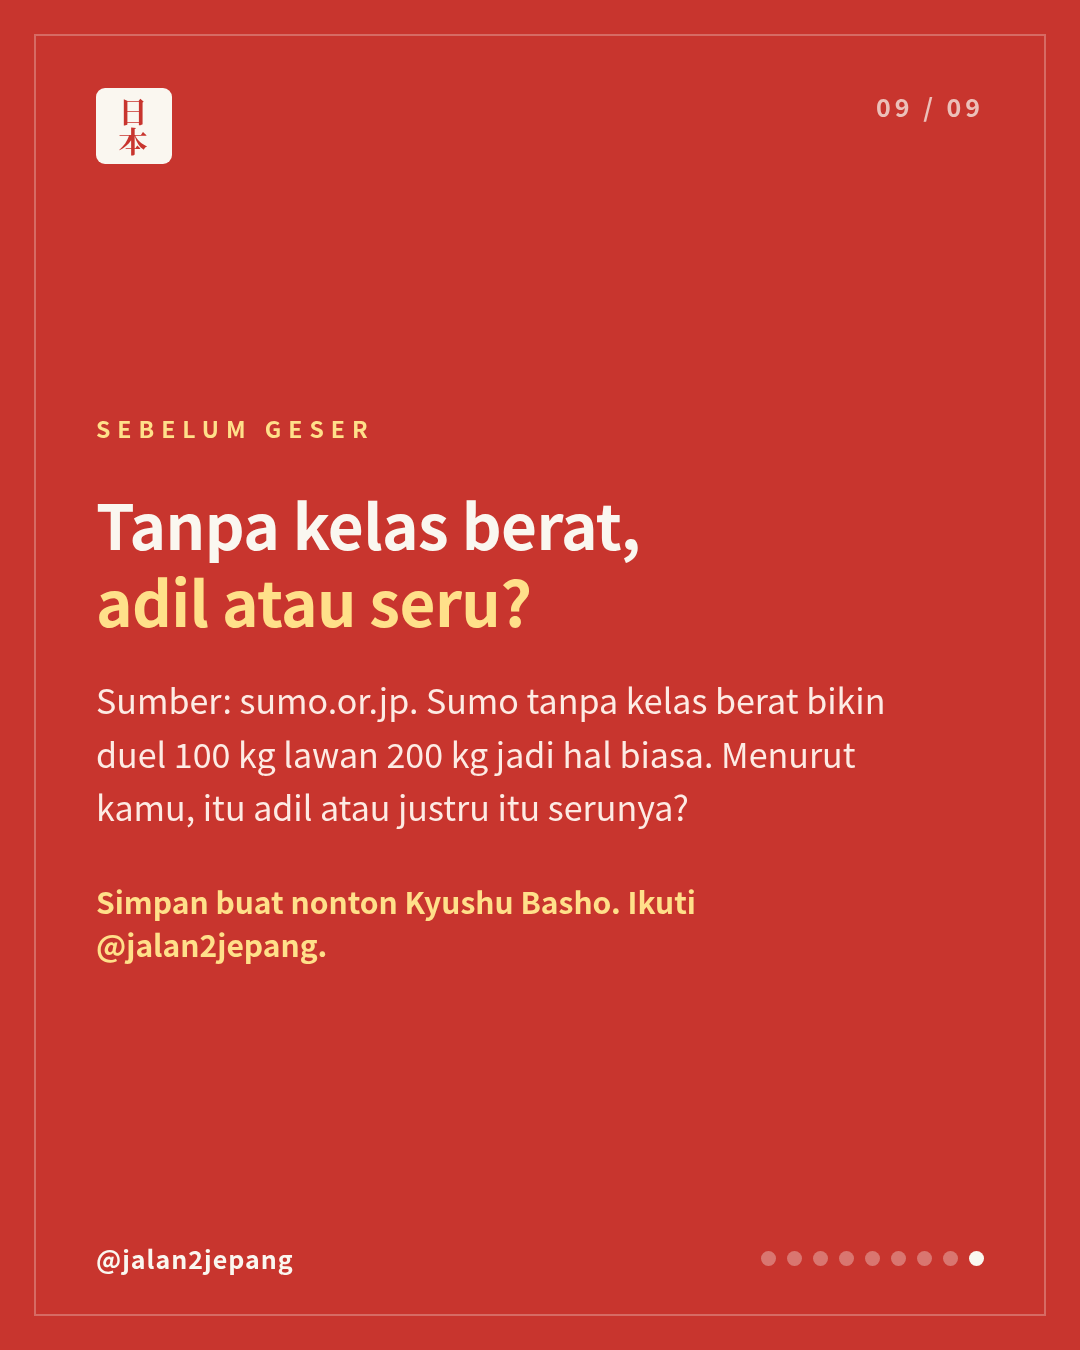 日本
09 / 09
SEBELUM GESER
Tanpa kelas berat,
adil atau seru?
Sumber: sumo.or.jp. Sumo tanpa kelas berat bikin
duel 100 kg lawan 200 kg jadi hal biasa. Menurut
kamu, itu adil atau justru itu serunya?
Simpan buat nonton Kyushu Basho. Ikuti
@jalan2jepang.
@jalan2jepang